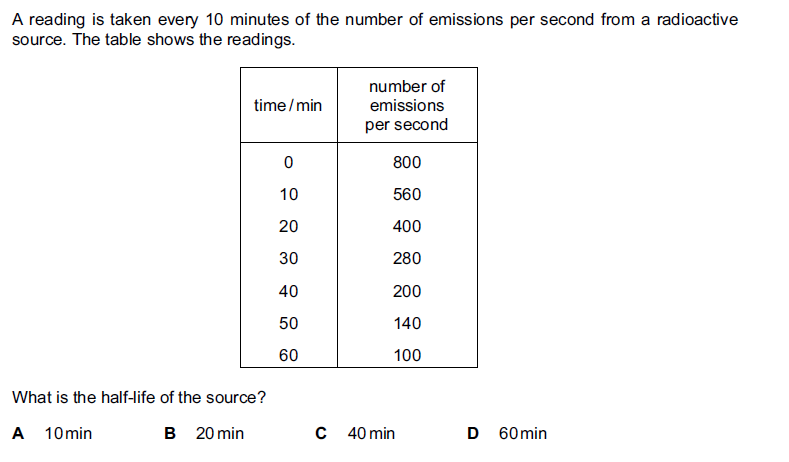 A reading is taken every 10 minutes of the number of emissions per second from a radioactive
source. The table shows the readings.
time / min
number of
emissions
per second
0 800
10 560
20 400
30 280
40 200
50 140
60 100
What is the half-life of the source?
A 10 min B 20 min C 40 min D 60 min